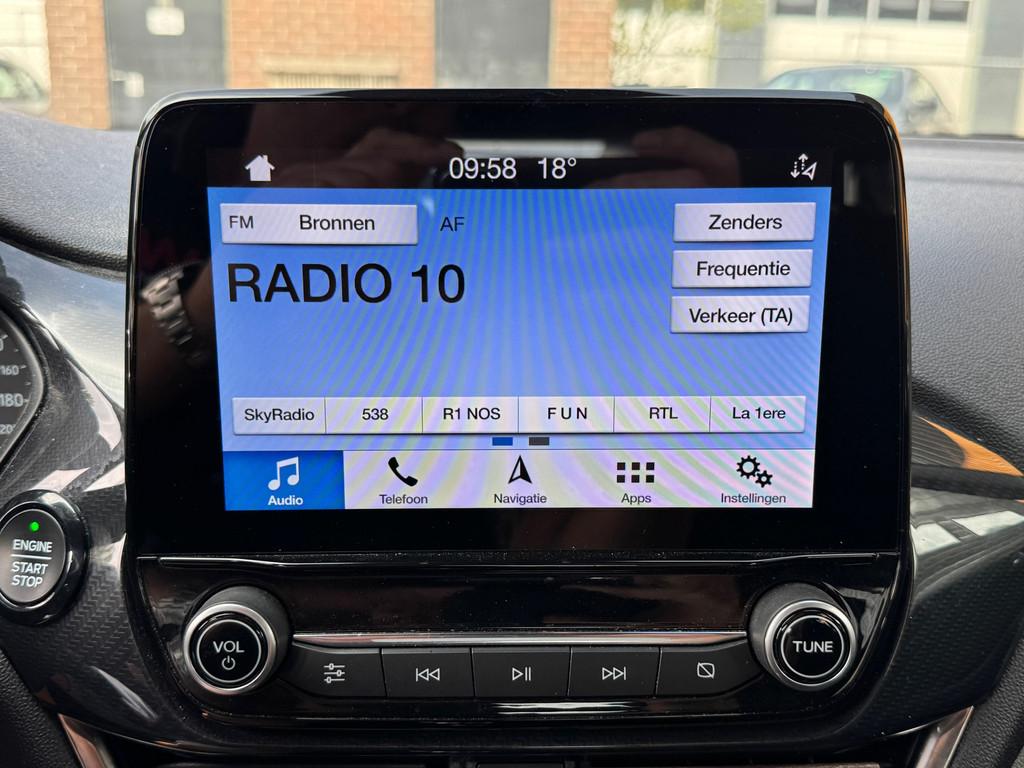 09:58 18°
FM Bronnen AF Zenders
RADIO 10
Frequentie
Verkeer (TA)
SkyRadio 538 R1 NOS F U N RTL La 1ere
Audio Telefoon Navigatie Apps Instellingen
160
180
ENGINE
START
STOP
VOL
TUNE